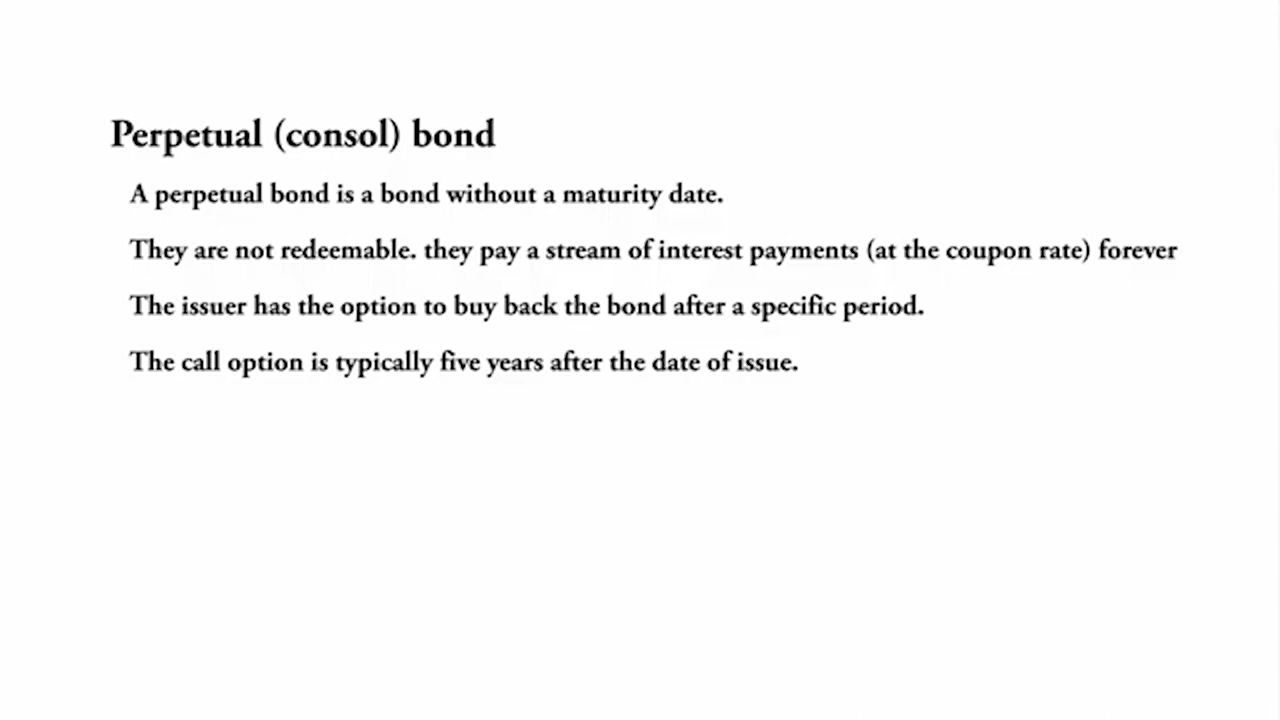 Perpetual (consol) bond
A perpetual bond is a bond without a maturity date.
They are not redeemable. they pay a stream of interest payments (at the coupon rate) forever
The issuer has the option to buy back the bond after a specific period.
The call option is typically five years after the date of issue.